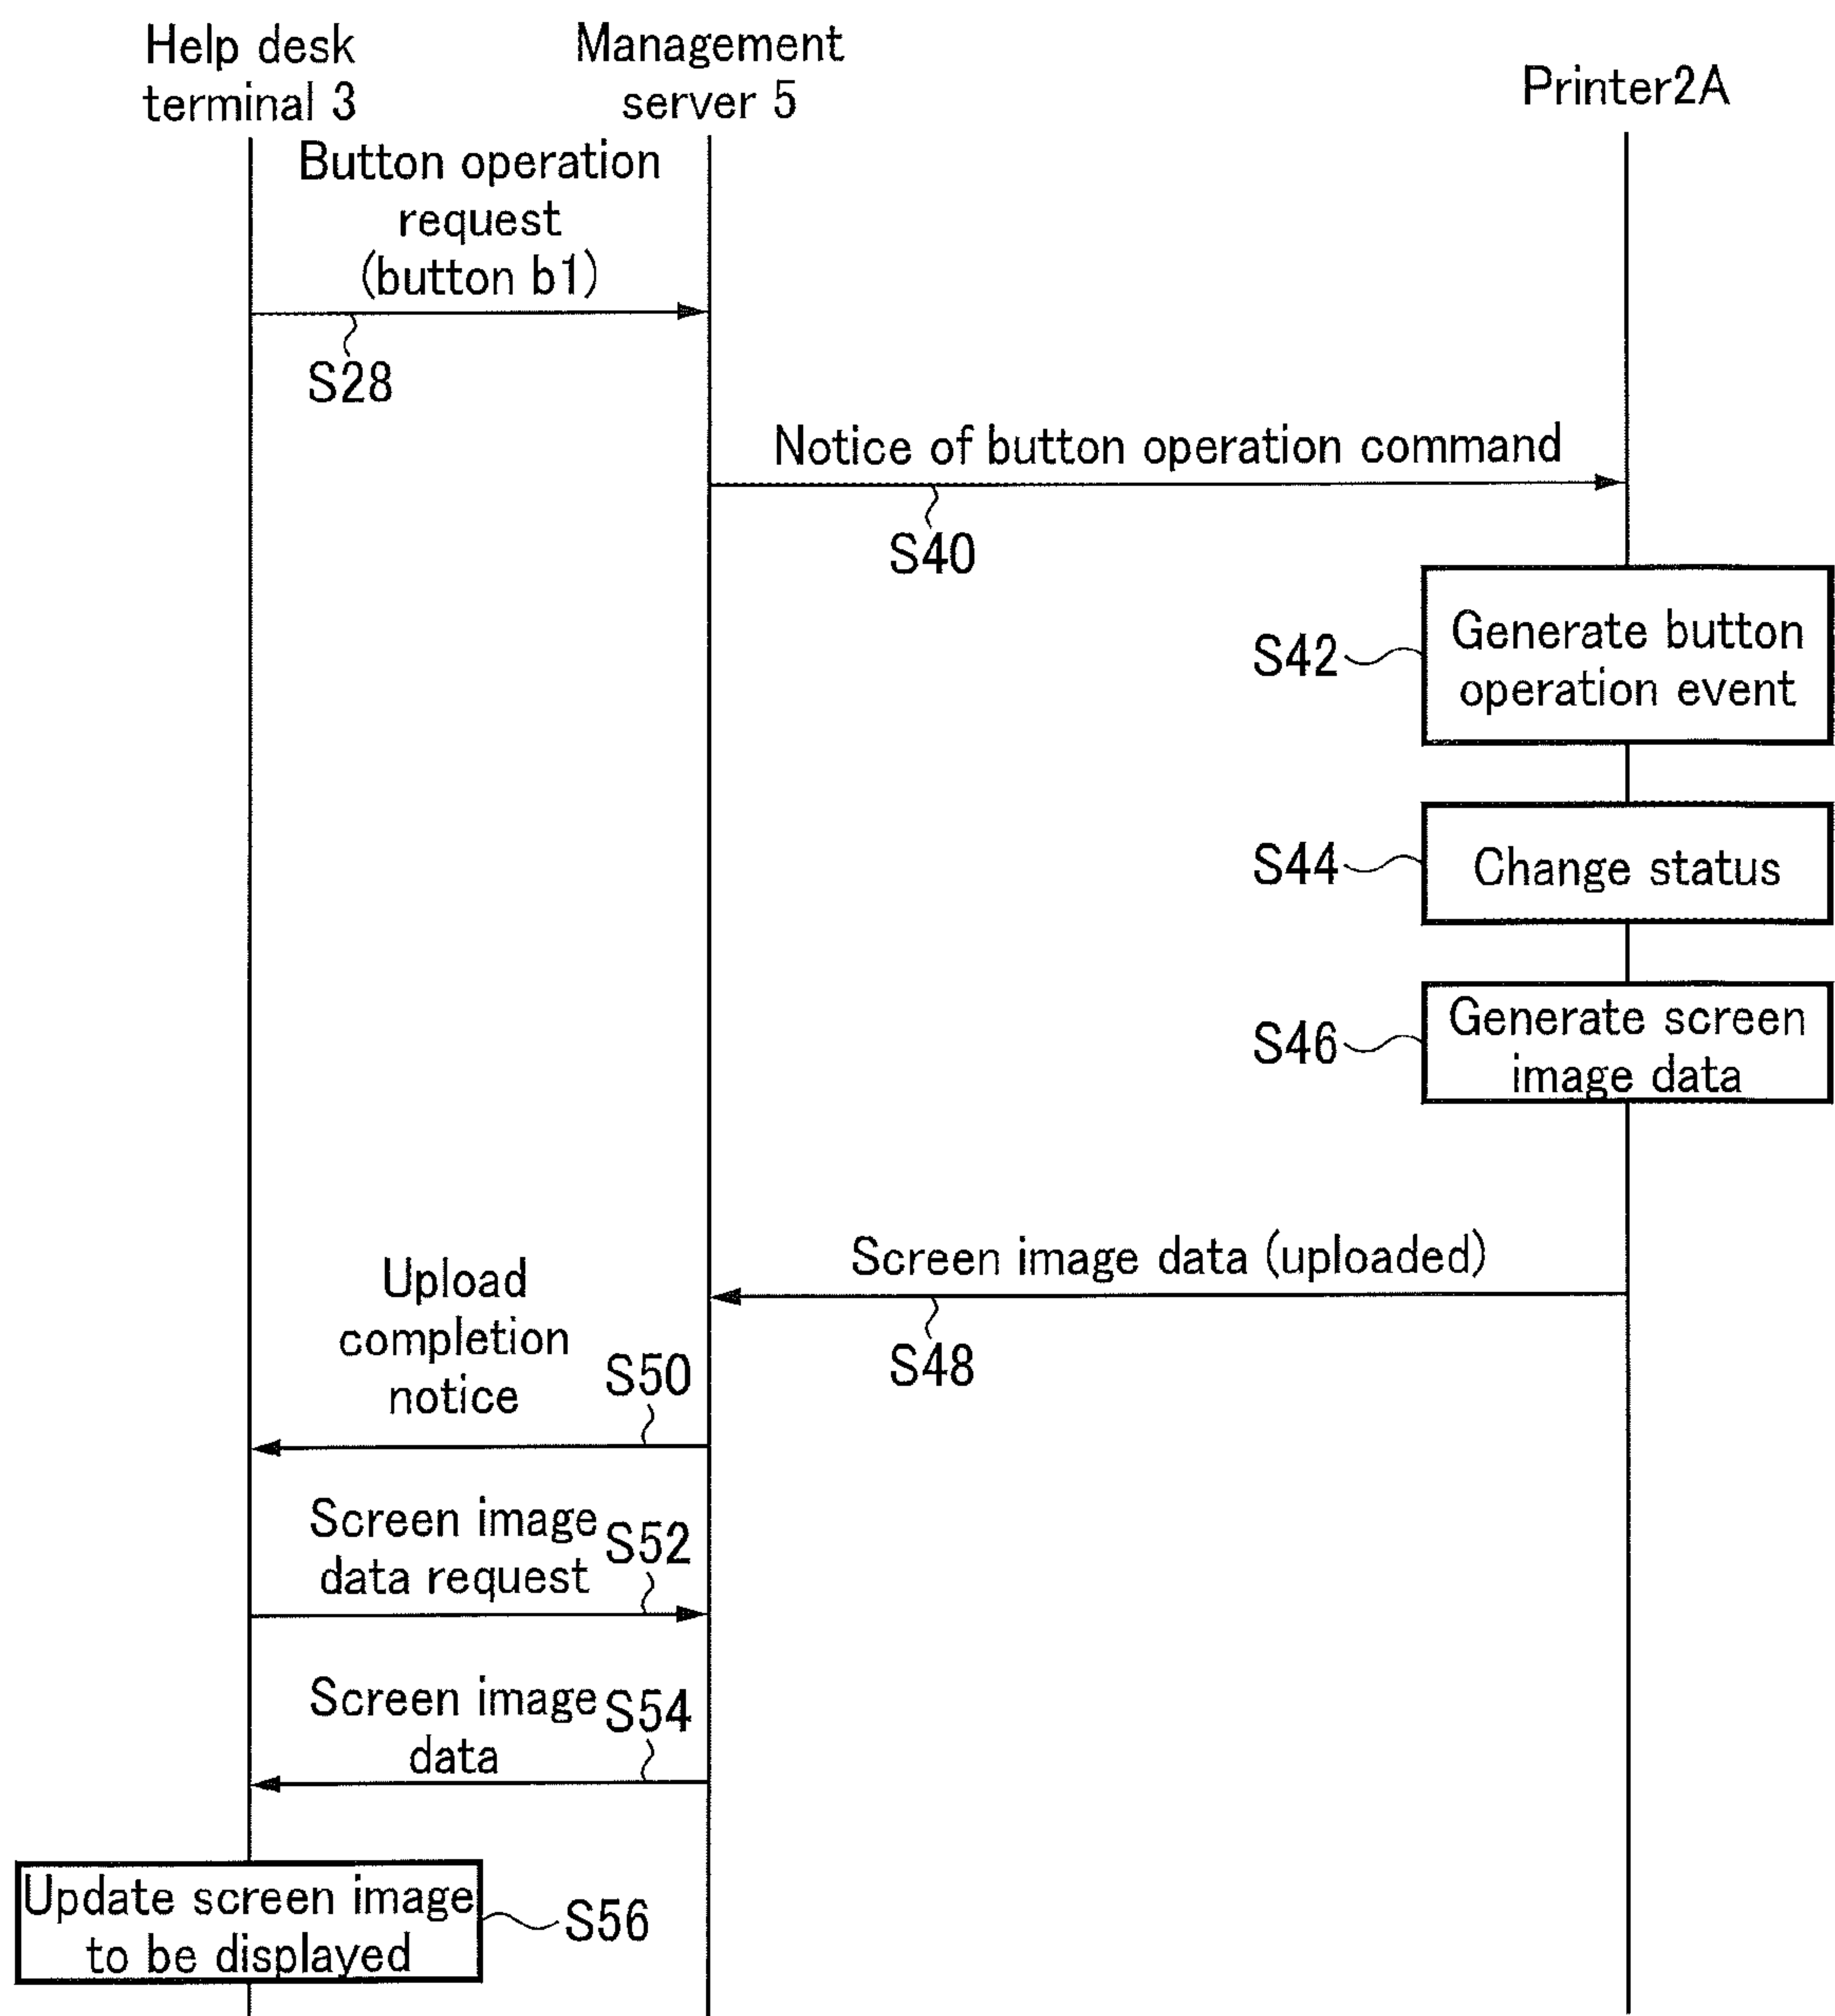 Help desk
terminal 3
Management
server 5
Printer2A
Button operation
request
(button b1)
S28
Notice of button operation command
S40
S42
Generate button
operation event
S44
Change status
S46
Generate screen
image data
Screen image data (uploaded)
S48
Upload
completion
notice
S50
Screen image
data request
S52
Screen image
data
S54
Update screen image
to be displayed
S56